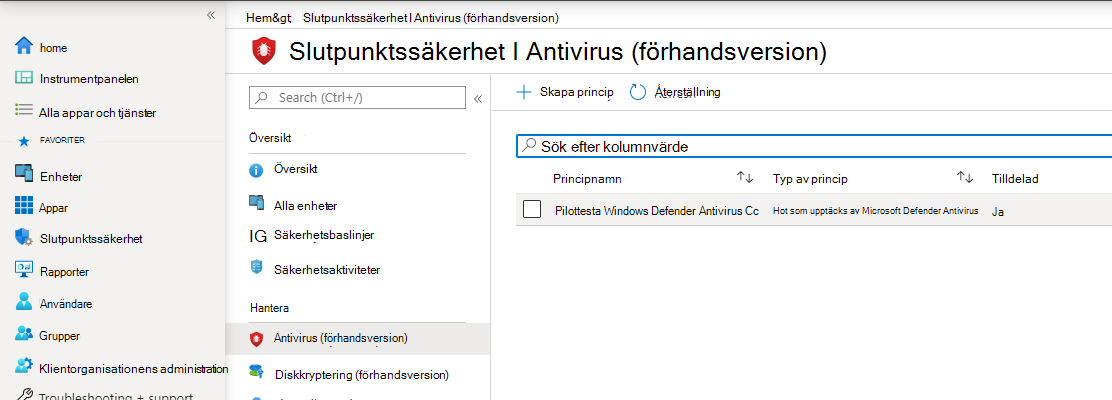 «
home
Instrumentpanelen
Alla appar och tjänster
FAVORITER
Enheter
Appar
Slutpunktssäkerhet
Rapporter
Användare
Grupper
Klientorganisationens administration
Troubleshooting + support
Hem&gt; Slutpunktssäkerhet I Antivirus (förhandsversion)
Slutpunktssäkerhet I Antivirus (förhandsversion)
Search (Ctrl+/)
«
Översikt
Översikt
Alla enheter
IG Säkerhetsbaslinjer
Säkerhetsaktiviteter
Hantera
Antivirus (förhandsversion)
Diskkryptering (förhandsversion)
Skapa princip Återställning
Sök efter kolumnvärde
Principnamn Typ av princip Tilldelad
Pilottesta Windows Defender Antivirus Cc Hot som upptäcks av Microsoft Defender Antivirus Ja